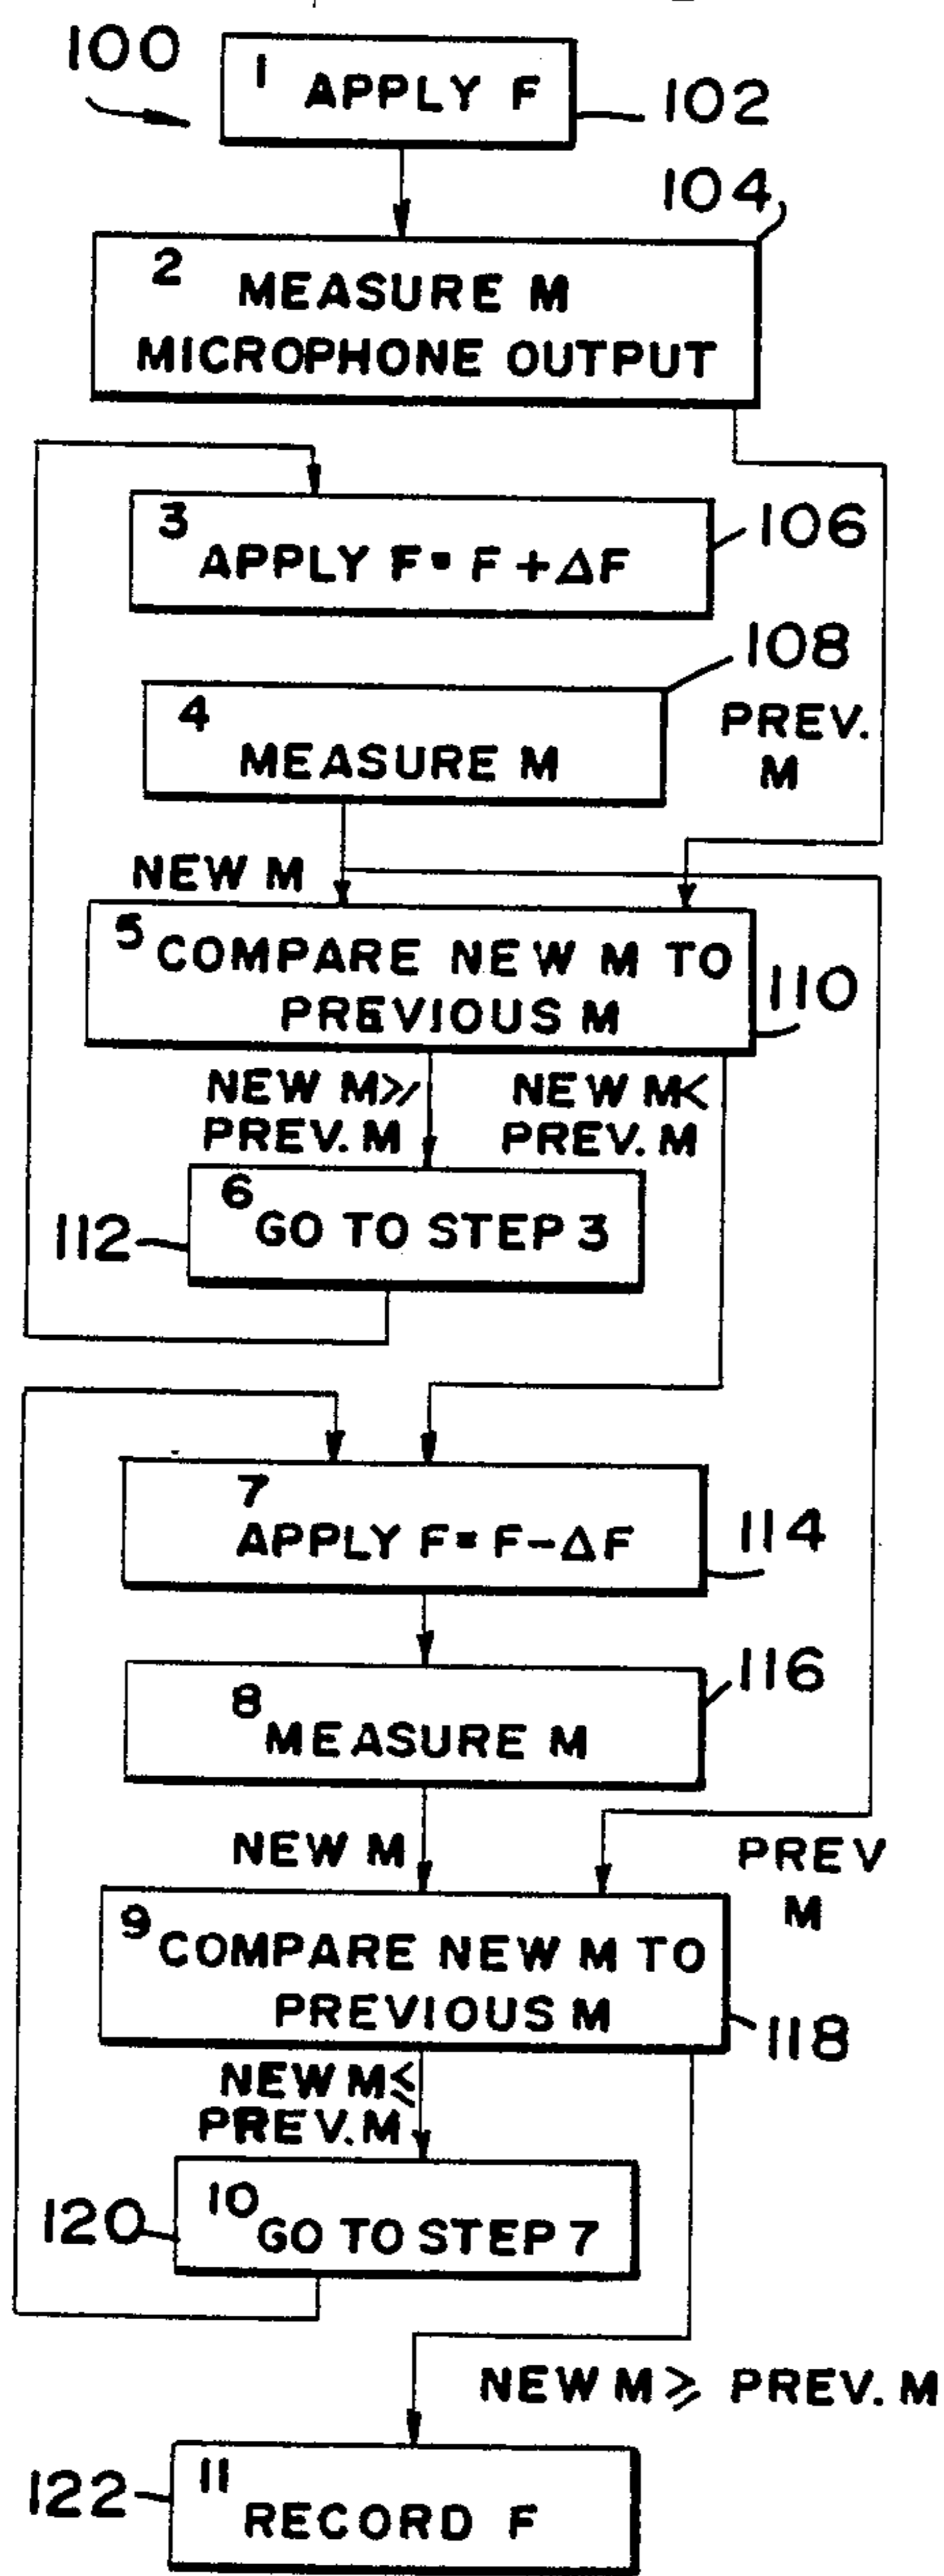 100
1 APPLY F
102
104
2 MEASURE M
MICROPHONE OUTPUT
3 APPLY F = F + ΔF
106
108
4 MEASURE M
PREV.
M
NEW M
5 COMPARE NEW M TO
PREVIOUS M
110
NEW M ≥
PREV. M
NEW M <
PREV. M
6 GO TO STEP 3
112
7 APPLY F = F - ΔF
114
116
8 MEASURE M
NEW M
PREV
M
9 COMPARE NEW M TO
PREVIOUS M
118
NEW M ≤
PREV. M
10 GO TO STEP 7
120
NEW M ≥ PREV. M
11 RECORD F
122